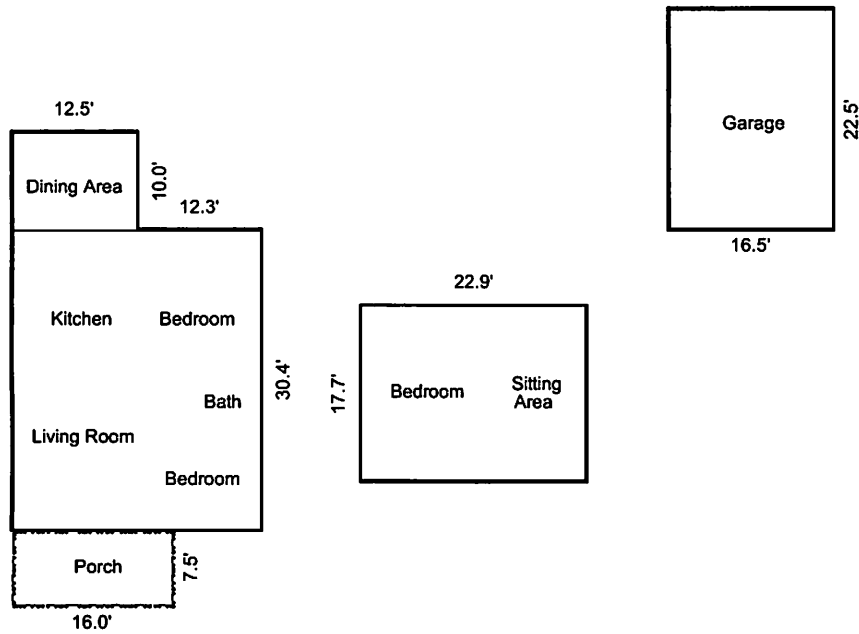 12.5'
Dining Area
10.0'
12.3'
Kitchen
Bedroom
Bath
30.4'
Living Room
Bedroom
Porch
7.5'
16.0'
22.9'
17.7'
Bedroom
Sitting
Area
Garage
22.5'
16.5'